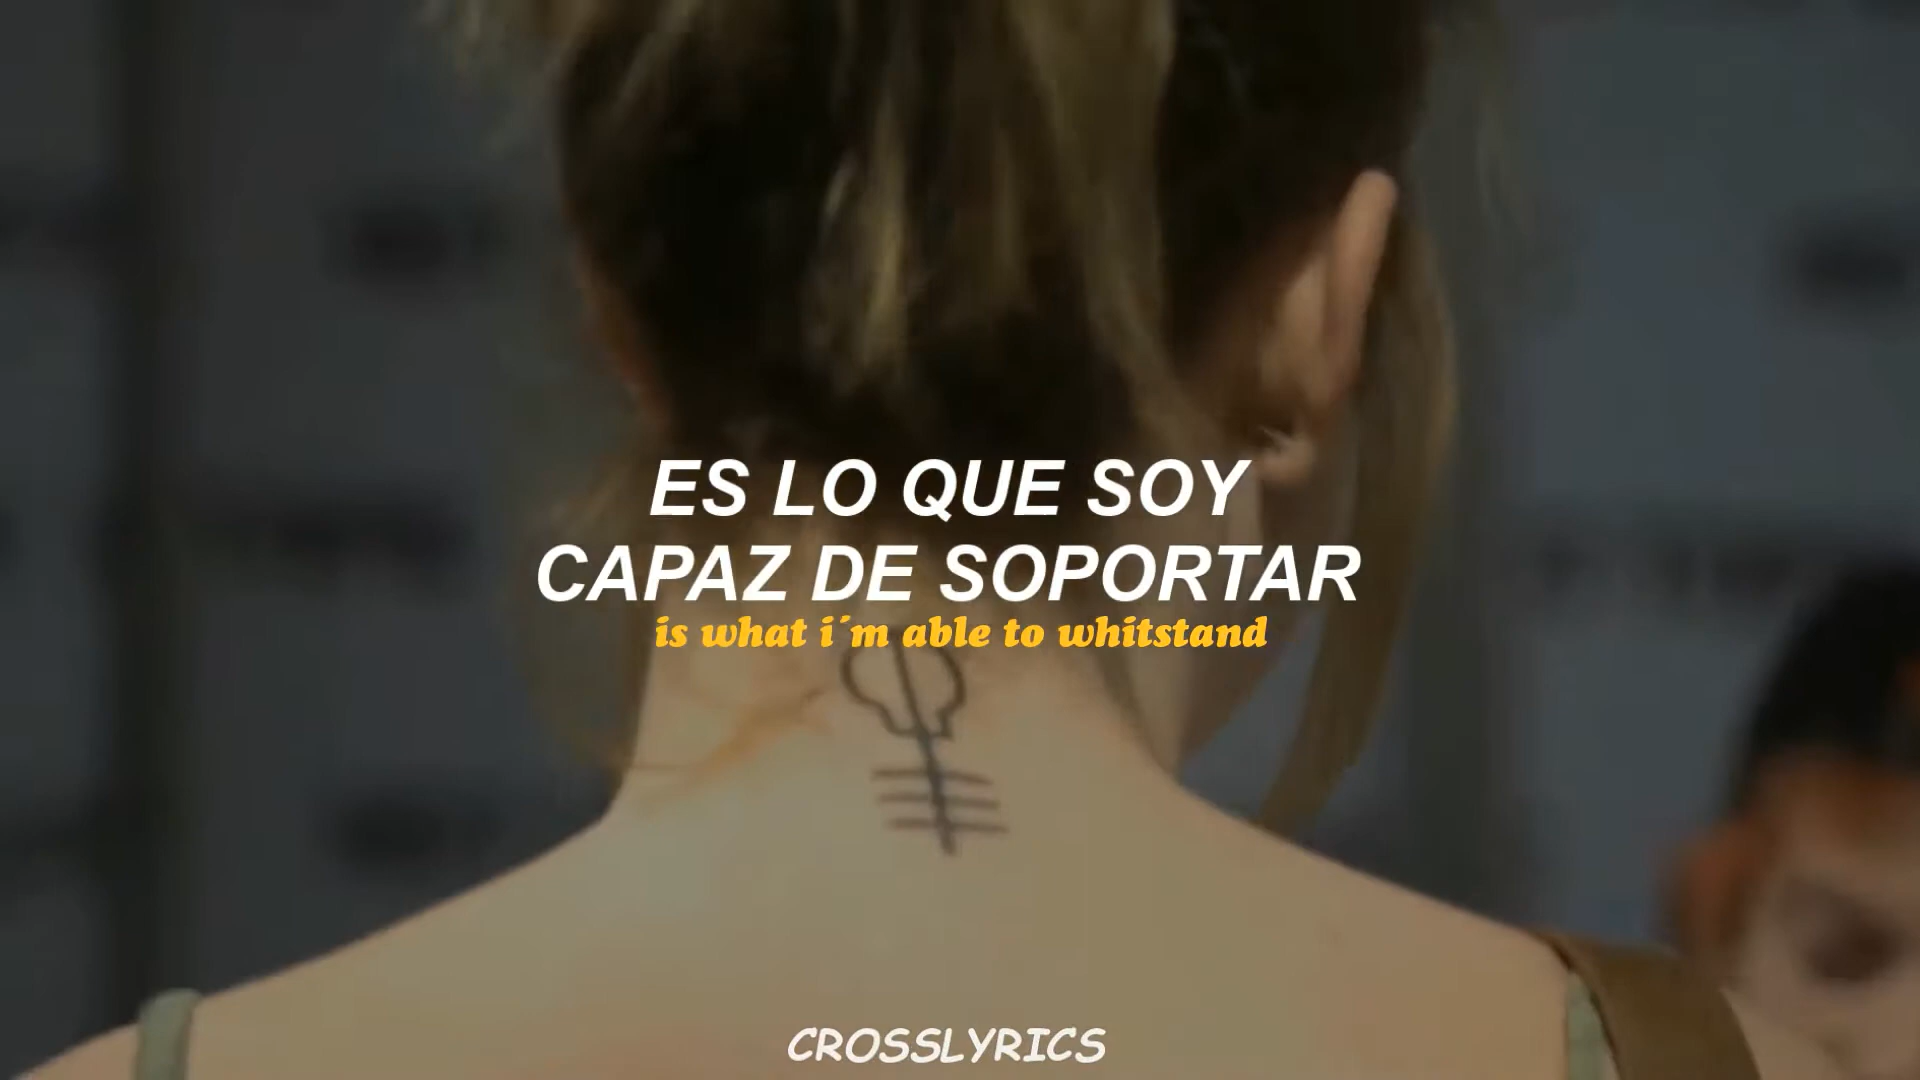 ES LO QUE SOY
CAPAZ DE SOPORTAR
is what i´m able to whitstand
CROSSLYRICS